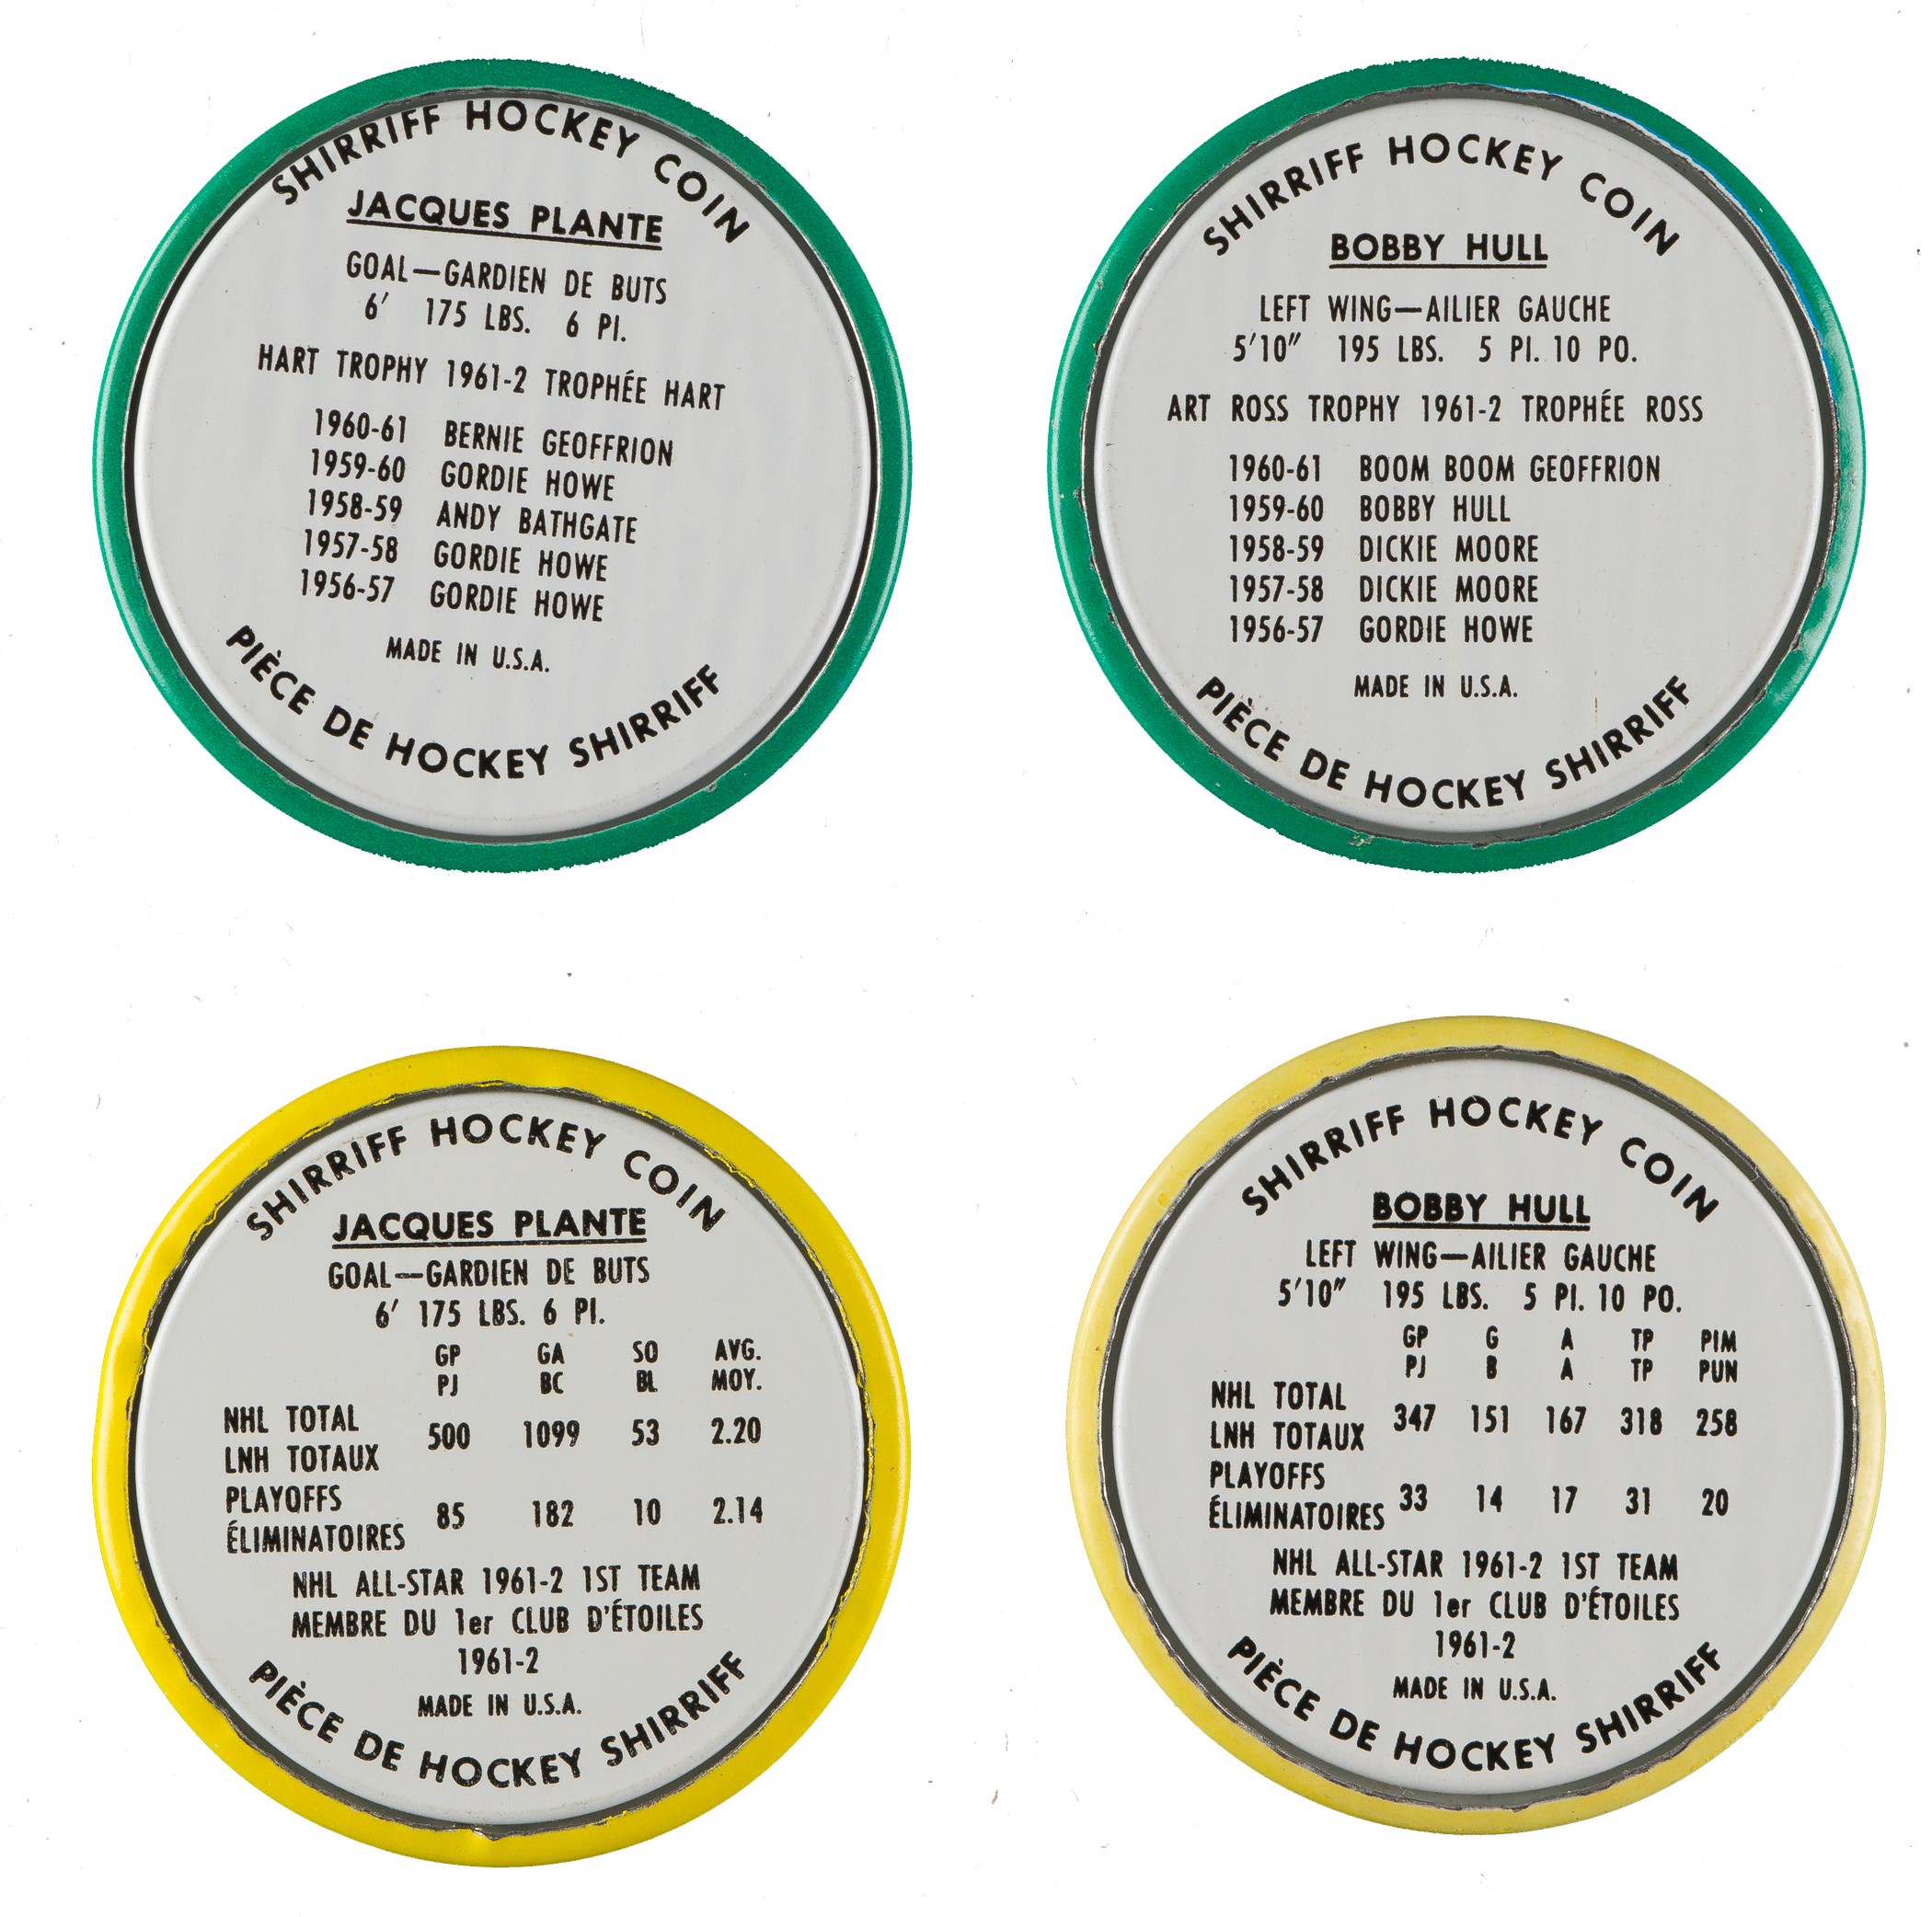 SHIRRIFF HOCKEY COIN
JACQUES PLANTE
GOAL—GARDIEN DE BUTS
6' 175 LBS. 6 PI.
HART TROPHY 1961-2 TROPHÉE HART
1960-61 BERNIE GEOFFRION
1959-60 GORDIE HOWE
1958-59 ANDY BATHGATE
1957-58 GORDIE HOWE
1956-57 GORDIE HOWE
MADE IN U.S.A.
PIÈCE DE HOCKEY SHIRRIFF
SHIRRIFF HOCKEY COIN
BOBBY HULL
LEFT WING—AILIER GAUCHE
5'10" 195 LBS. 5 PI. 10 PO.
ART ROSS TROPHY 1961-2 TROPHÉE ROSS
1960-61 BOOM BOOM GEOFFRION
1959-60 BOBBY HULL
1958-59 DICKIE MOORE
1957-58 DICKIE MOORE
1956-57 GORDIE HOWE
MADE IN U.S.A.
PIÈCE DE HOCKEY SHIRRIFF
SHIRRIFF HOCKEY COIN
JACQUES PLANTE
GOAL—GARDIEN DE BUTS
6' 175 LBS. 6 PI.
GP GA SO AVG.
PJ BC BL MOY.
NHL TOTAL
LNH TOTAUX 500 1099 53 2.20
PLAYOFFS
ÉLIMINATOIRES 85 182 10 2.14
NHL ALL-STAR 1961-2 1ST TEAM
MEMBRE DU 1er CLUB D'ÉTOILES
1961-2
MADE IN U.S.A.
PIÈCE DE HOCKEY SHIRRIFF
SHIRRIFF HOCKEY COIN
BOBBY HULL
LEFT WING—AILIER GAUCHE
5'10" 195 LBS. 5 PI. 10 PO.
GP G A TP PIM
PJ B A TP PUN
NHL TOTAL
LNH TOTAUX 347 151 167 318 258
PLAYOFFS
ÉLIMINATOIRES 33 14 17 31 20
NHL ALL-STAR 1961-2 1ST TEAM
MEMBRE DU 1er CLUB D'ÉTOILES
1961-2
MADE IN U.S.A.
PIÈCE DE HOCKEY SHIRRIFF